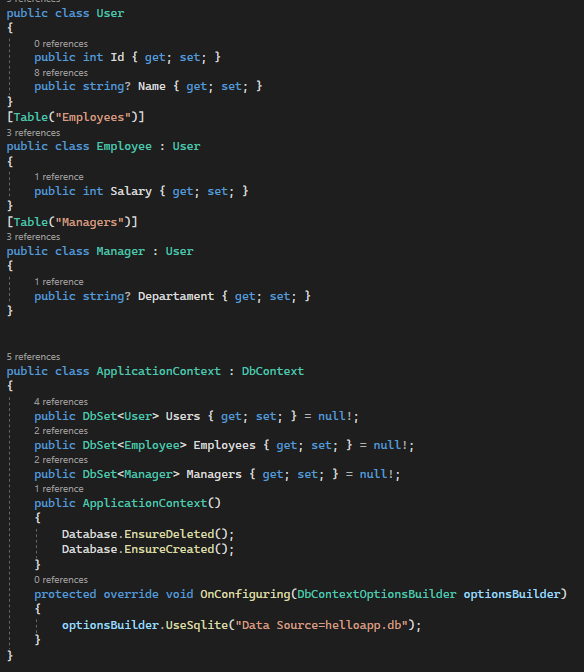 5 references
public class User
{
0 references
public int Id { get; set; }
8 references
public string? Name { get; set; }
}
[Table("Employees")]
3 references
public class Employee : User
{
1 reference
public int Salary { get; set; }
}
[Table("Managers")]
3 references
public class Manager : User
{
1 reference
public string? Departament { get; set; }
}
5 references
public class ApplicationContext : DbContext
{
4 references
public DbSet<User> Users { get; set; } = null!;
2 references
public DbSet<Employee> Employees { get; set; } = null!;
2 references
public DbSet<Manager> Managers { get; set; } = null!;
1 reference
public ApplicationContext()
{
Database.EnsureDeleted();
Database.EnsureCreated();
}
0 references
protected override void OnConfiguring(DbContextOptionsBuilder optionsBuilder)
{
optionsBuilder.UseSqlite("Data Source=helloapp.db");
}
}